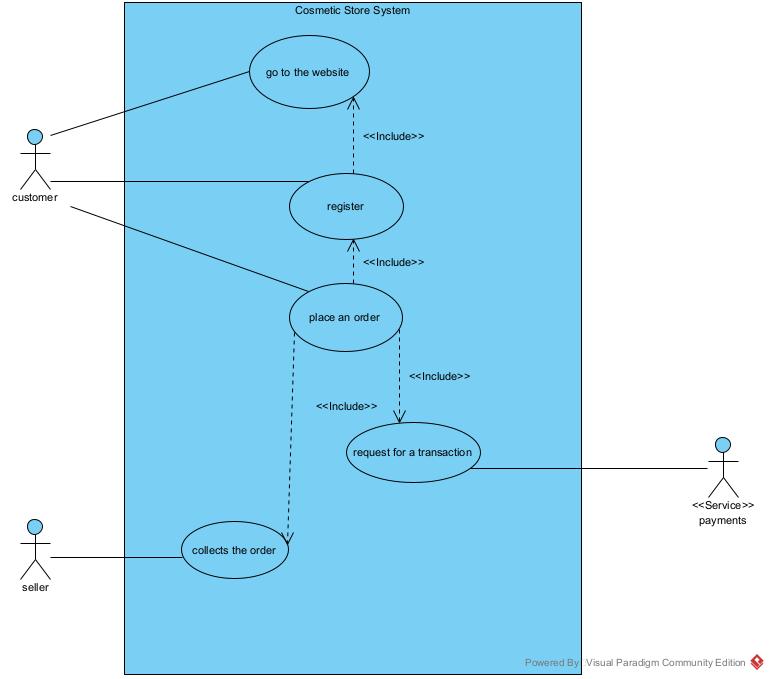 Cosmetic Store System
go to the website
<<Include>>
customer
register
<<Include>>
place an order
<<Include>>
<<Include>>
request for a transaction
<<Service>>
payments
collects the order
seller
Powered By Visual Paradigm Community Edition